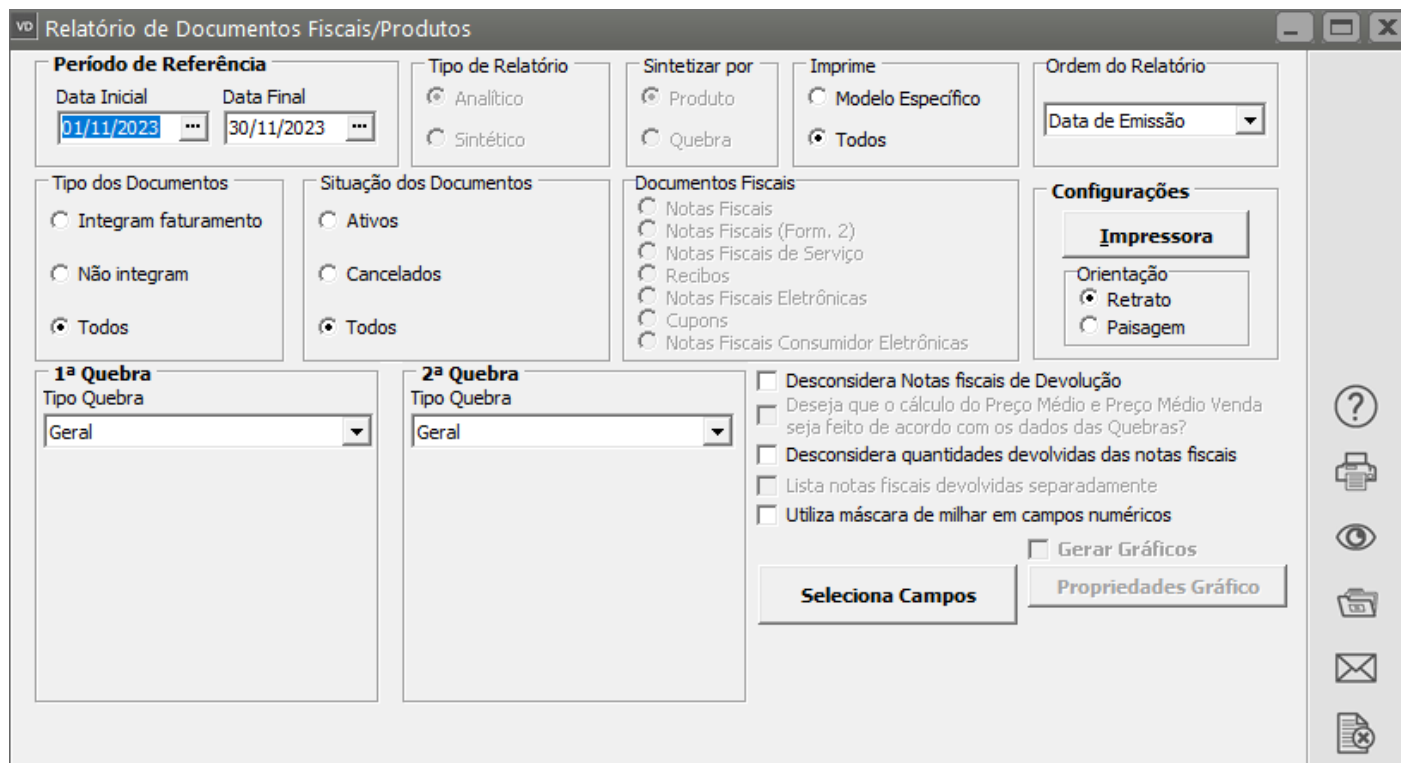 VD Relatório de Documentos Fiscais/Produtos
Período de Referência
Data Inicial Data Final
01/11/2023 ... 30/11/2023 ...
Tipo de Relatório
Analítico
Sintético
Sintetizar por
Produto
Quebra
Imprime
Modelo Específico
Todos
Ordem do Relatório
Data de Emissão
Tipo dos Documentos
Integram faturamento
Não integram
Todos
Situação dos Documentos
Ativos
Cancelados
Todos
Documentos Fiscais
Notas Fiscais
Notas Fiscais (Form. 2)
Notas Fiscais de Serviço
Recibos
Notas Fiscais Eletrônicas
Cupons
Notas Fiscais Consumidor Eletrônicas
Configurações
Impressora
Orientação
Retrato
Paisagem
1ª Quebra
Tipo Quebra
Geral
2ª Quebra
Tipo Quebra
Geral
Desconsidera Notas fiscais de Devolução
Deseja que o cálculo do Preço Médio e Preço Médio Venda
seja feito de acordo com os dados das Quebras?
Desconsidera quantidades devolvidas das notas fiscais
Lista notas fiscais devolvidas separadamente
Utiliza máscara de milhar em campos numéricos
Gerar Gráficos
Seleciona Campos
Propriedades Gráfico